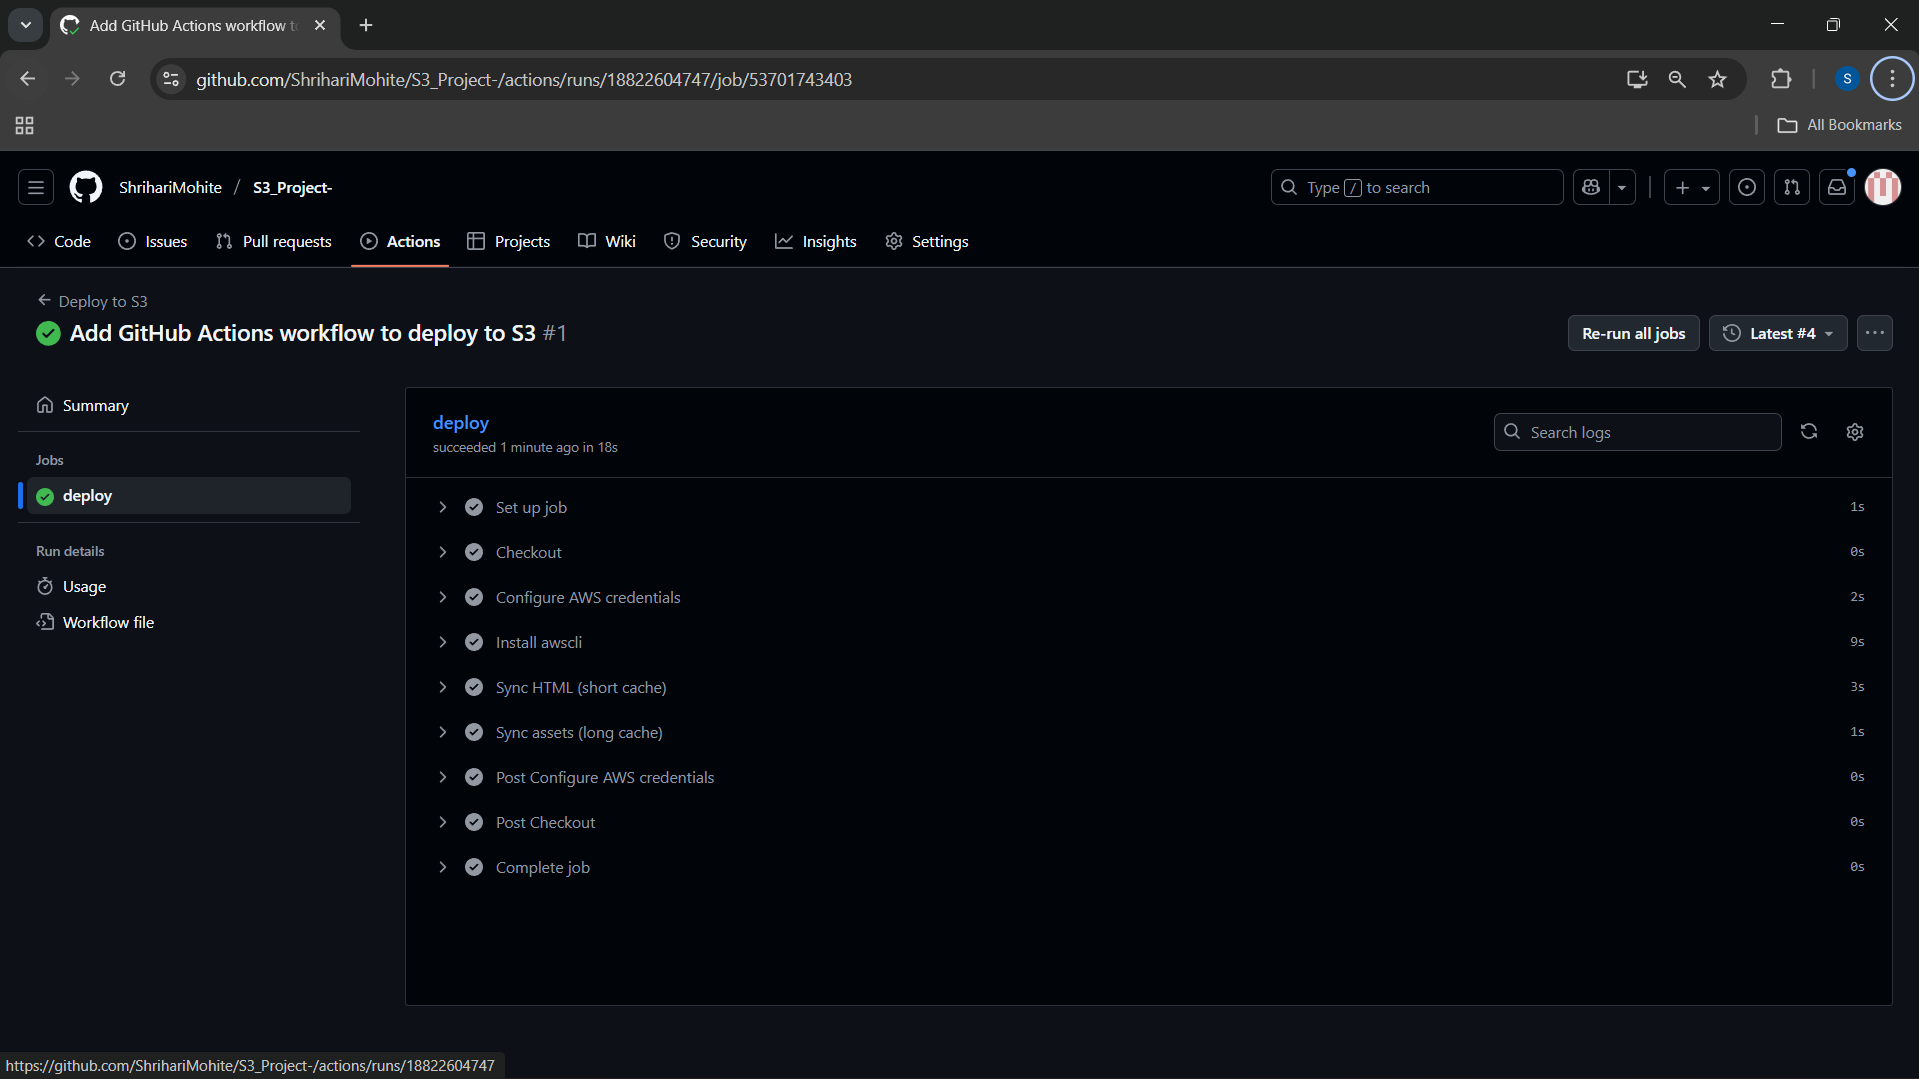 Add GitHub Actions workflow t
github.com/ShrihariMohite/S3_Project-/actions/runs/18822604747/job/53701743403
S
All Bookmarks
ShrihariMohite / S3_Project-
Type / to search
Code Issues Pull requests Actions Projects Wiki Security Insights Settings
Deploy to S3
Add GitHub Actions workflow to deploy to S3 #1
Re-run all jobs Latest #4
Summary
Jobs
deploy
Run details
Usage
Workflow file
deploy
succeeded 1 minute ago in 18s
Search logs
Set up job 1s
Checkout 0s
Configure AWS credentials 2s
Install awscli 9s
Sync HTML (short cache) 3s
Sync assets (long cache) 1s
Post Configure AWS credentials 0s
Post Checkout 0s
Complete job 0s
https://github.com/ShrihariMohite/S3_Project-/actions/runs/18822604747